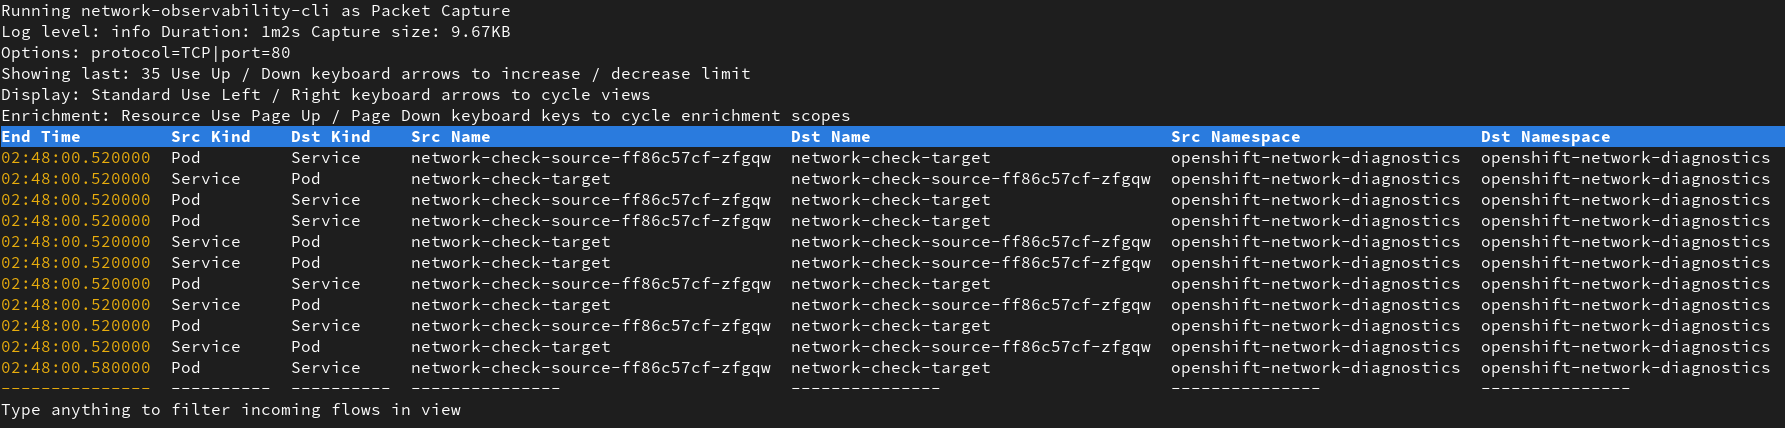 Running network-observability-cli as Packet Capture
Log level: info Duration: 1m2s Capture size: 9.67KB
Options: protocol=TCP|port=80
Showing last: 35 Use Up / Down keyboard arrows to increase / decrease limit
Display: Standard Use Left / Right keyboard arrows to cycle views
Enrichment: Resource Use Page Up / Page Down keyboard keys to cycle enrichment scopes
End Time         Src Kind    Dst Kind    Src Name                              Dst Name                              Src Namespace                  Dst Namespace
02:48:00.520000  Pod         Service     network-check-source-ff86c57cf-zfgqw  network-check-target                  openshift-network-diagnostics  openshift-network-diagnostics
02:48:00.520000  Service     Pod         network-check-target                  network-check-source-ff86c57cf-zfgqw  openshift-network-diagnostics  openshift-network-diagnostics
02:48:00.520000  Pod         Service     network-check-source-ff86c57cf-zfgqw  network-check-target                  openshift-network-diagnostics  openshift-network-diagnostics
02:48:00.520000  Pod         Service     network-check-source-ff86c57cf-zfgqw  network-check-target                  openshift-network-diagnostics  openshift-network-diagnostics
02:48:00.520000  Service     Pod         network-check-target                  network-check-source-ff86c57cf-zfgqw  openshift-network-diagnostics  openshift-network-diagnostics
02:48:00.520000  Service     Pod         network-check-target                  network-check-source-ff86c57cf-zfgqw  openshift-network-diagnostics  openshift-network-diagnostics
02:48:00.520000  Pod         Service     network-check-source-ff86c57cf-zfgqw  network-check-target                  openshift-network-diagnostics  openshift-network-diagnostics
02:48:00.520000  Service     Pod         network-check-target                  network-check-source-ff86c57cf-zfgqw  openshift-network-diagnostics  openshift-network-diagnostics
02:48:00.520000  Pod         Service     network-check-source-ff86c57cf-zfgqw  network-check-target                  openshift-network-diagnostics  openshift-network-diagnostics
02:48:00.520000  Service     Pod         network-check-target                  network-check-source-ff86c57cf-zfgqw  openshift-network-diagnostics  openshift-network-diagnostics
02:48:00.580000  Pod         Service     network-check-source-ff86c57cf-zfgqw  network-check-target                  openshift-network-diagnostics  openshift-network-diagnostics
---------------  ----------  ----------  ---------------                       ---------------                       ---------------                ---------------
Type anything to filter incoming flows in view